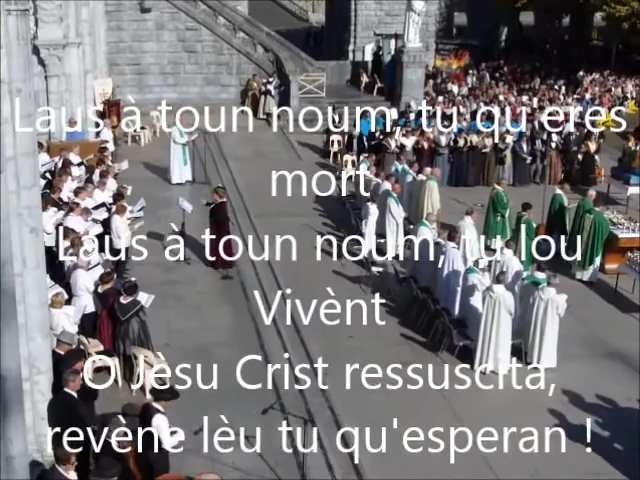 Laus à toun noum, tu qu'eres
mort
Laus à toun noum, tu lou
Vivènt
O Jèsu Crist ressuscita,
revène lèu tu qu'esperan !